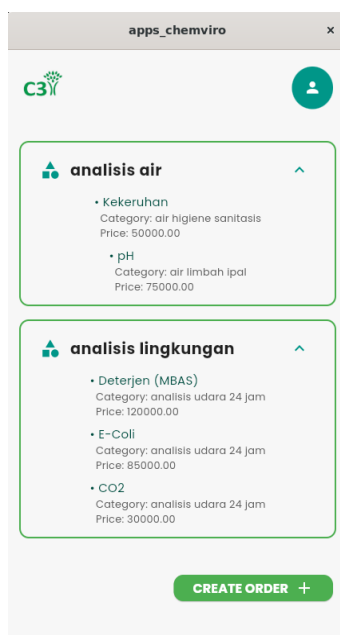 apps_chemviro
×
C3
analisis air
• Kekeruhan
Category: air higiene sanitasis
Price: 50000.00
• pH
Category: air limbah ipal
Price: 75000.00
analisis lingkungan
• Deterjen (MBAS)
Category: analisis udara 24 jam
Price: 120000.00
• E-Coli
Category: analisis udara 24 jam
Price: 85000.00
• CO2
Category: analisis udara 24 jam
Price: 30000.00
CREATE ORDER +